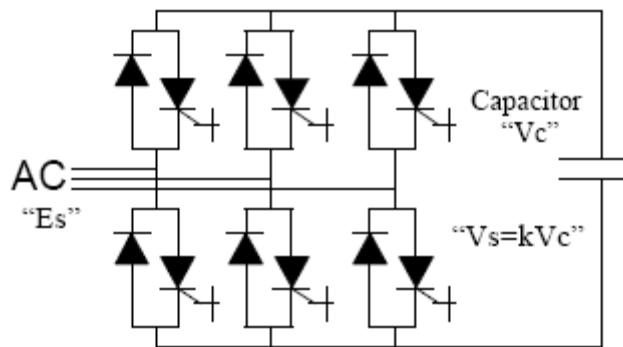 Capacitor
“Vc”
AC
“Es”
“Vs=kVc”